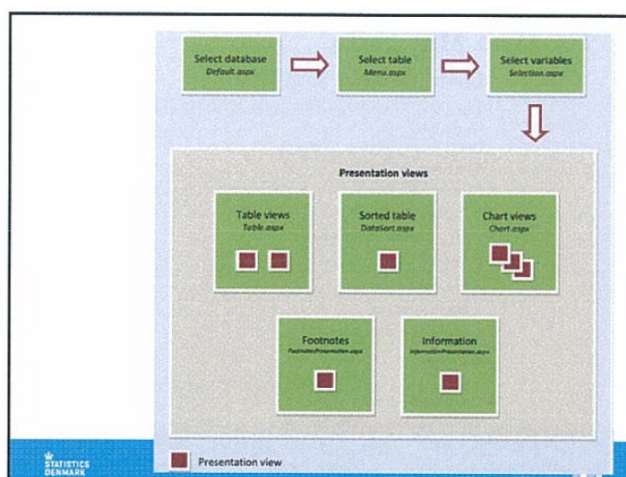 Select database
Default.aspx
Select table
Menu.aspx
Select variables
Selection.aspx
Presentation views
Table views
Table.aspx
Sorted table
DataSort.aspx
Chart views
Chart.aspx
Footnotes
FootnotesPresentation.aspx
Information
InformationPresentation.aspx
STATISTICS
DENMARK
Presentation view